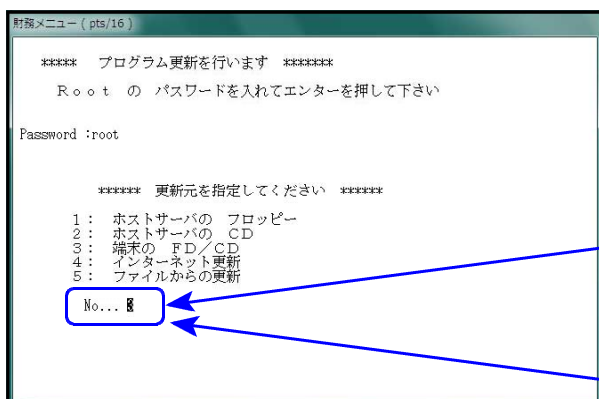 財務メニュー ( pts/16 )
***** プログラム更新を行います *******
Ｒｏｏｔ の パスワードを入れてエンターを押して下さい
Password :root
****** 更新元を指定してください ******
１： ホストサーバの フロッピー
２： ホストサーバの ＣＤ
３： 端末の ＦＤ／ＣＤ
４： インターネット更新
５： ファイルからの更新
No...